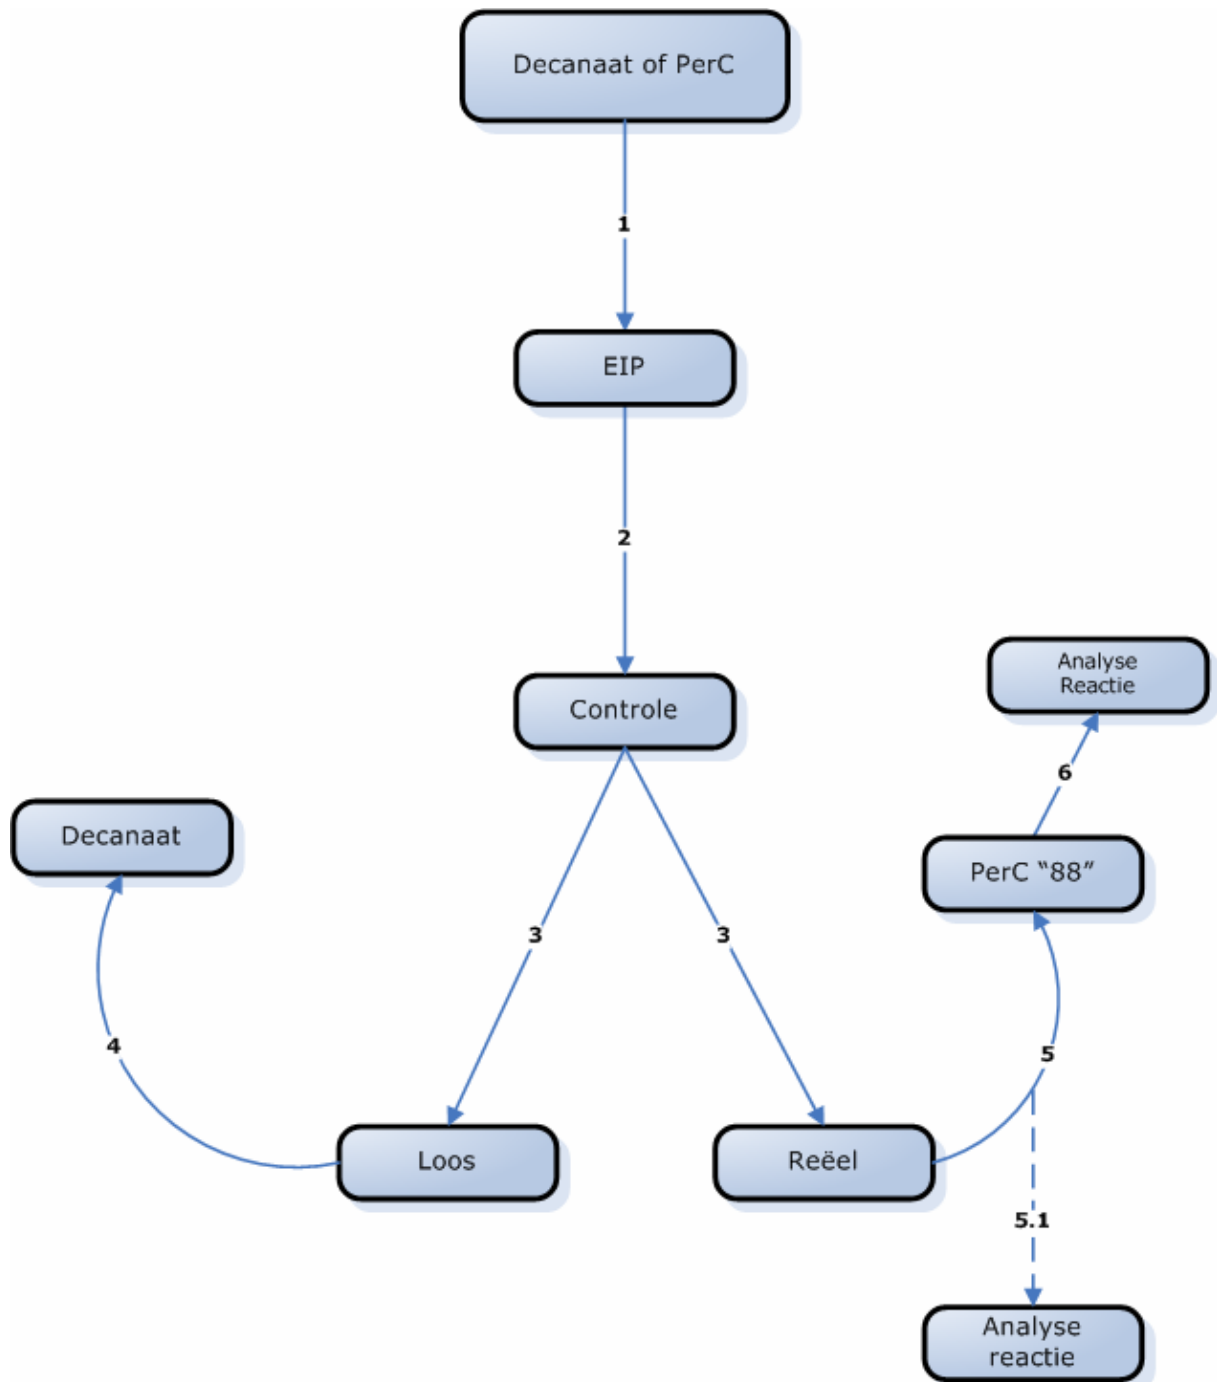 Decanaat of PerC
1
EIP
2
Controle
Analyse
Reactie
6
Decanaat
PerC “88”
3
3
4
5
Loos
Reëel
5.1
Analyse
reactie